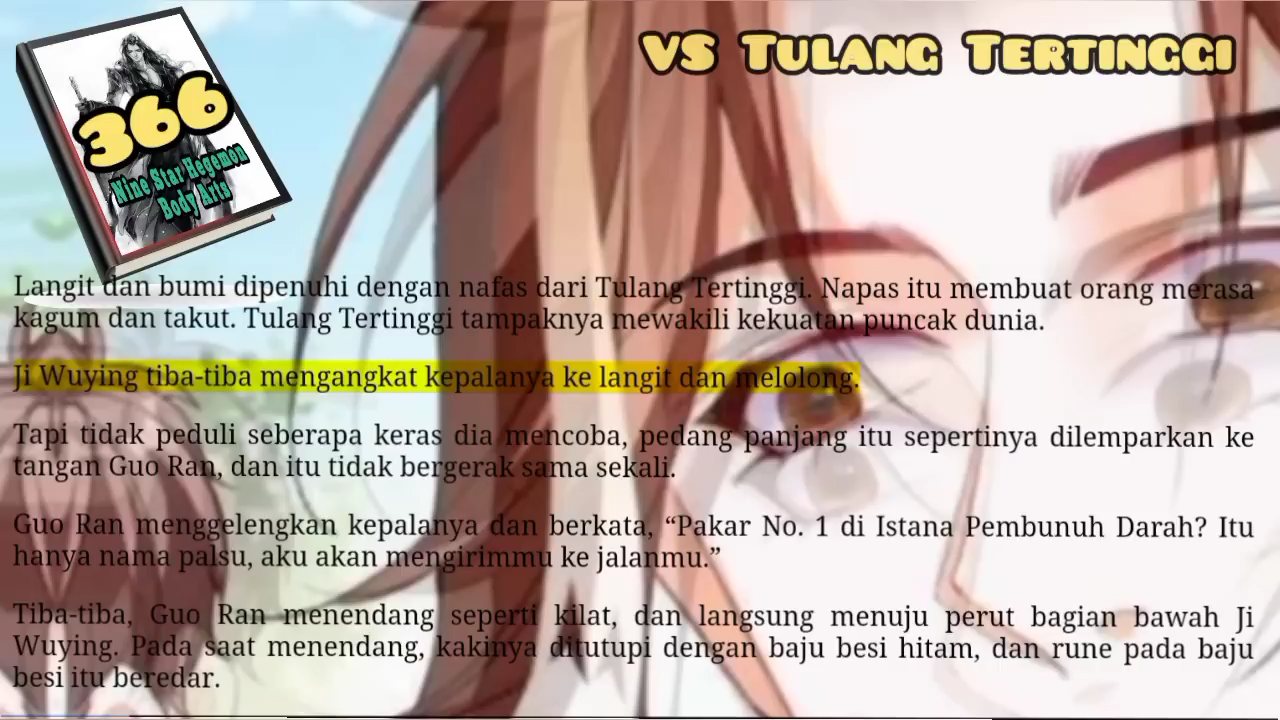 VS TULANG TERTINGGI
366
Nine Star Hegemon
Body Arts
Langit dan bumi dipenuhi dengan nafas dari Tulang Tertinggi. Napas itu membuat orang merasa
kagum dan takut. Tulang Tertinggi tampaknya mewakili kekuatan puncak dunia.
Ji Wuying tiba-tiba mengangkat kepalanya ke langit dan melolong.
Tapi tidak peduli seberapa keras dia mencoba, pedang panjang itu sepertinya dilemparkan ke
tangan Guo Ran, dan itu tidak bergerak sama sekali.
Guo Ran menggelengkan kepalanya dan berkata, “Pakar No. 1 di Istana Pembunuh Darah? Itu
hanya nama palsu, aku akan mengirimmu ke jalanmu.”
Tiba-tiba, Guo Ran menendang seperti kilat, dan langsung menuju perut bagian bawah Ji
Wuying. Pada saat menendang, kakinya ditutupi dengan baju besi hitam, dan rune pada baju
besi itu beredar.